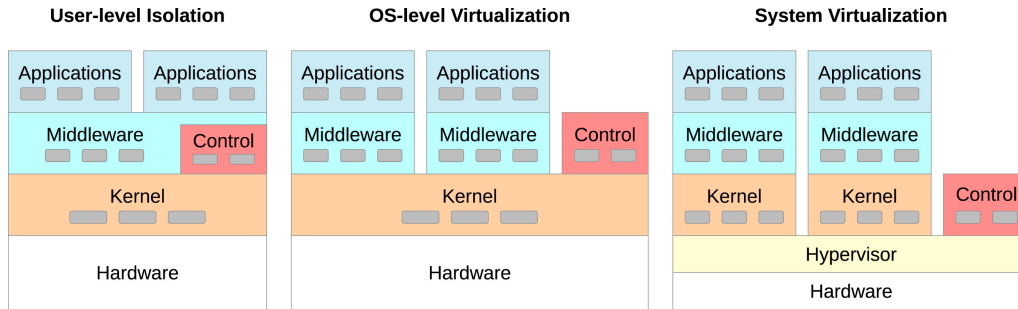 User-level Isolation
Applications
Applications
Middleware
Control
Kernel
Hardware
OS-level Virtualization
Applications
Applications
Middleware
Middleware
Control
Kernel
Hardware
System Virtualization
Applications
Applications
Middleware
Middleware
Kernel
Kernel
Control
Hypervisor
Hardware